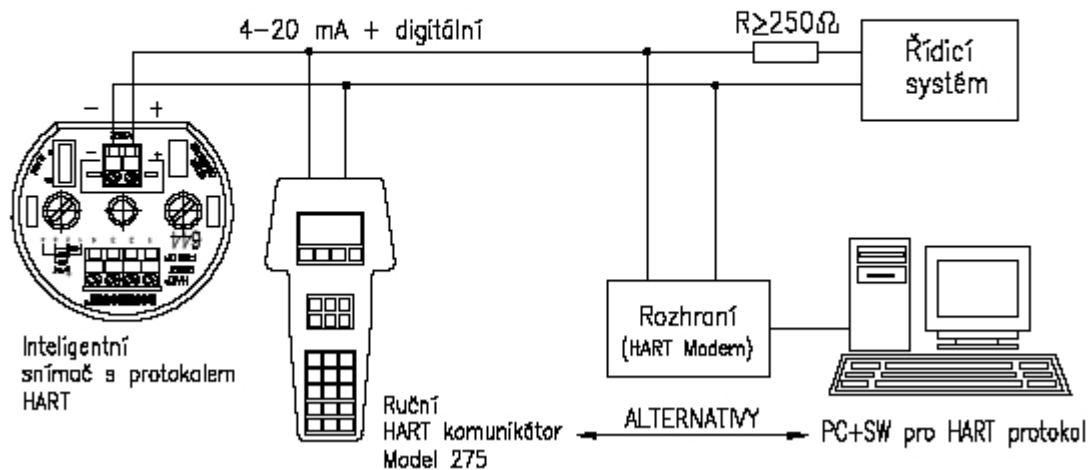 4-20 mA + digitální
R≥250Ω
Řídicí
systém
- +
- +
644
Inteligentní
snímač s protokolem
HART
Ruční
HART komunikátor
Model 275
Rozhraní
(HART Modem)
ALTERNATIVY
PC+SW pro HART protokol